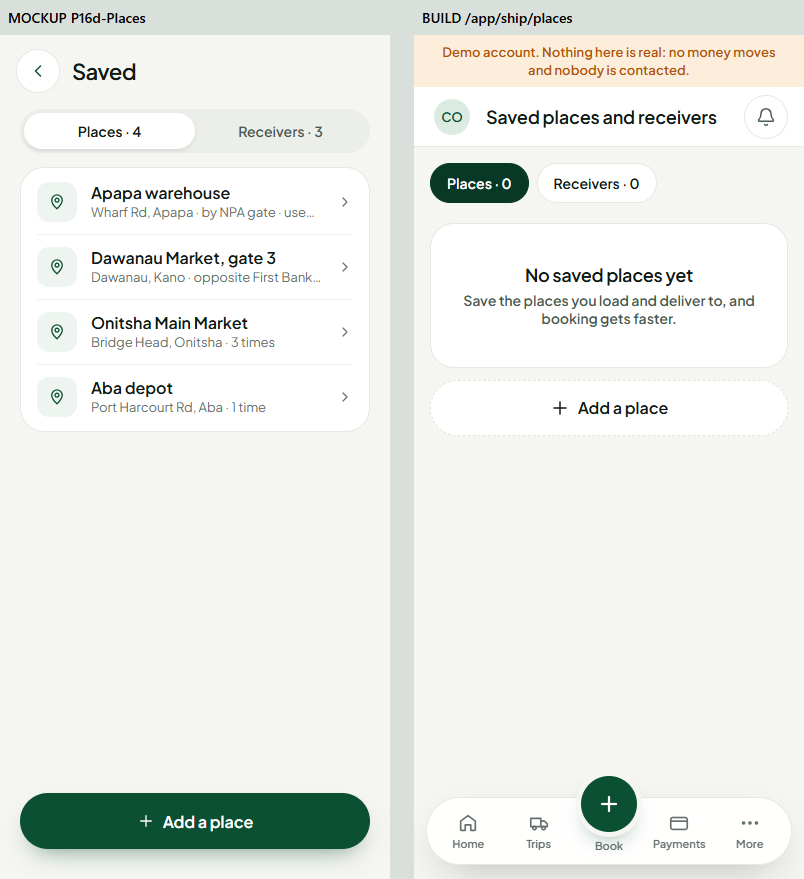 MOCKUP P16d-Places
Saved
Places · 4
Receivers · 3
Apapa warehouse
Wharf Rd, Apapa · by NPA gate · use...
Dawanau Market, gate 3
Dawanau, Kano · opposite First Bank...
Onitsha Main Market
Bridge Head, Onitsha · 3 times
Aba depot
Port Harcourt Rd, Aba · 1 time
+ Add a place
BUILD /app/ship/places
Demo account. Nothing here is real: no money moves
and nobody is contacted.
CO
Saved places and receivers
Places · 0
Receivers · 0
No saved places yet
Save the places you load and deliver to, and
booking gets faster.
+ Add a place
Home
Trips
Book
Payments
More